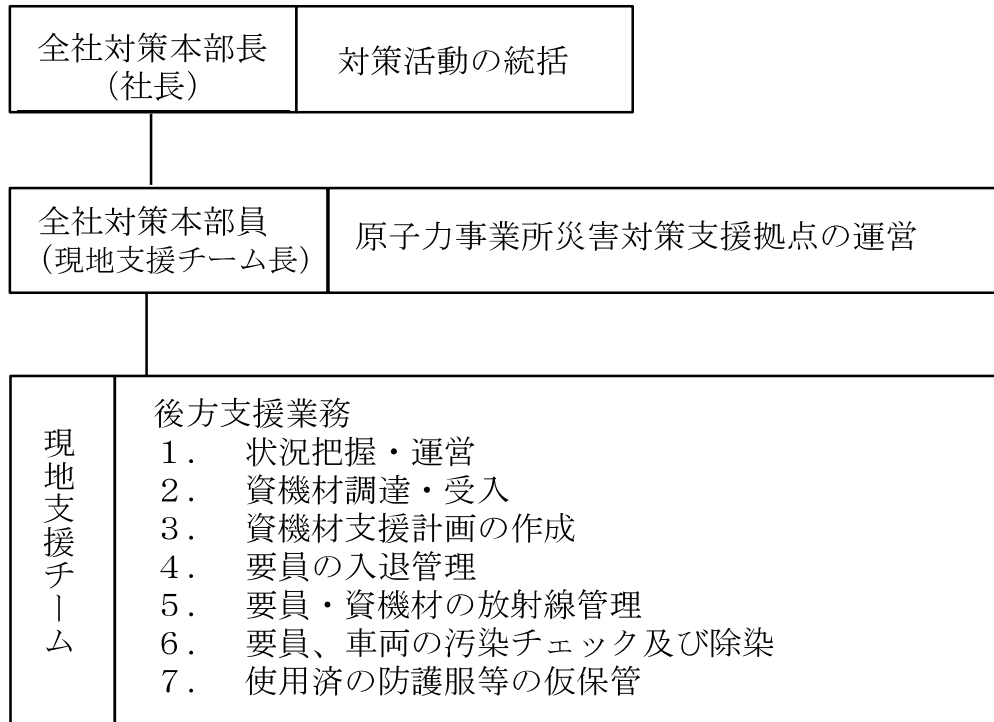 全社対策本部長
(社長)
対策活動の統括
全社対策本部員
(現地支援チーム長)
原子力事業所災害対策支援拠点の運営
現地支援チーム
後方支援業務
１．　状況把握・運営
２．　資機材調達・受入
３．　資機材支援計画の作成
４．　要員の入退管理
５．　要員・資機材の放射線管理
６．　要員、車両の汚染チェック及び除染
７．　使用済の防護服等の仮保管